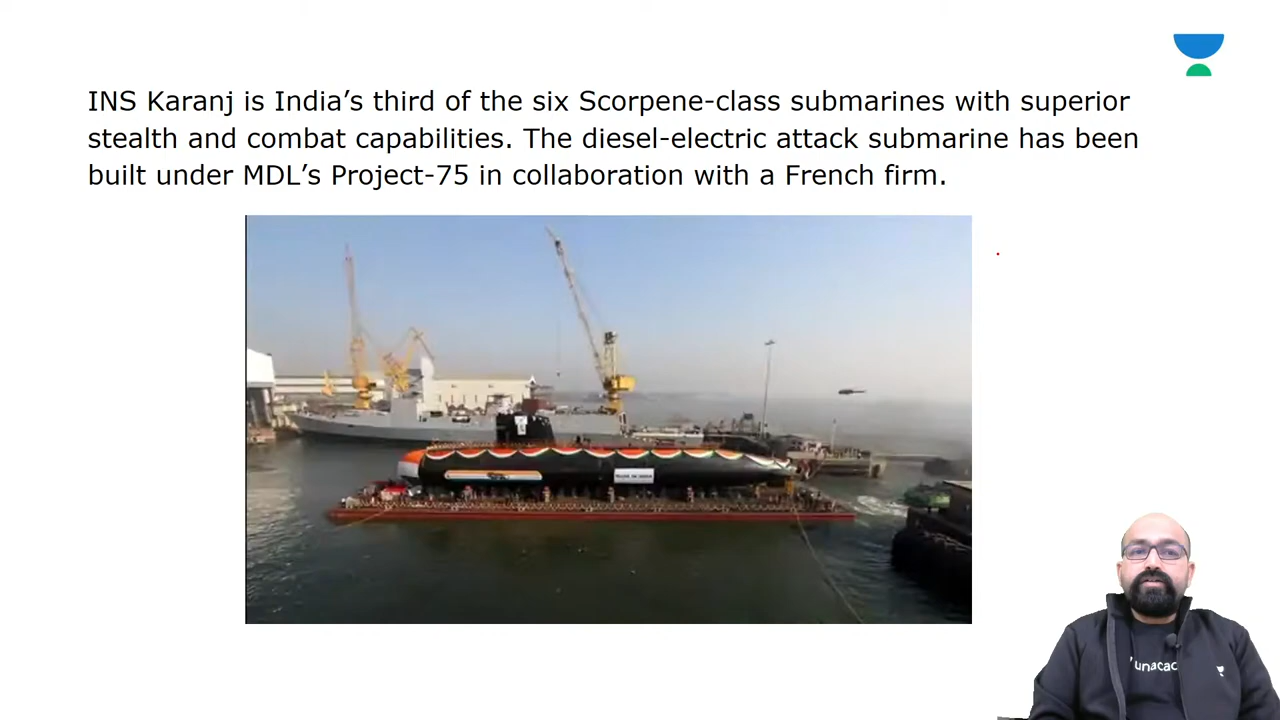 INS Karanj is India’s third of the six Scorpene-class submarines with superior
stealth and combat capabilities. The diesel-electric attack submarine has been
built under MDL’s Project-75 in collaboration with a French firm.
unacac